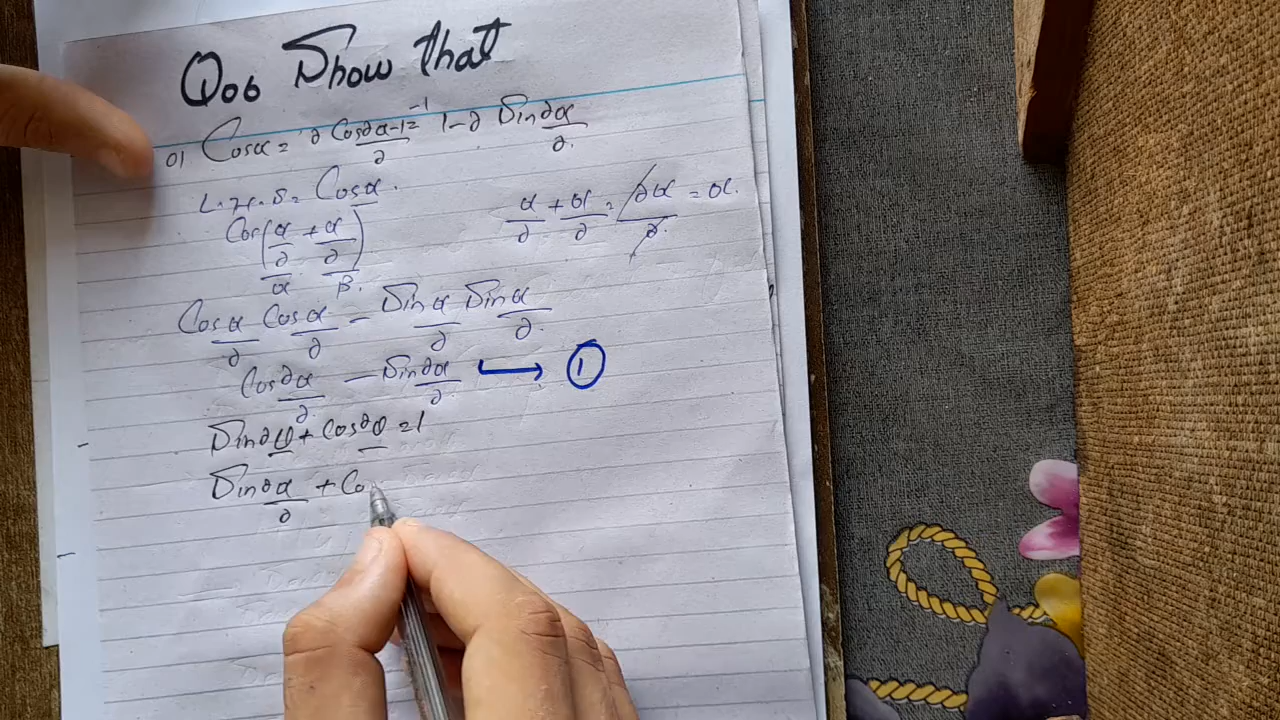 Q06 Show that
01 Cosα = 2 Cos2α/2 -1 = 1-2 Sin2α/2
L.H.S = Cosα.
α/2 + α/2 = 2α/2 = α.
Cos(α/2 + α/2)
α β.
Cosα/2 Cosα/2 - Sinα/2 Sinα/2.
Cos2α/2 - Sin2α/2 → 1
Sin2θ + Cos2θ = 1
Sin2α/2 + Co